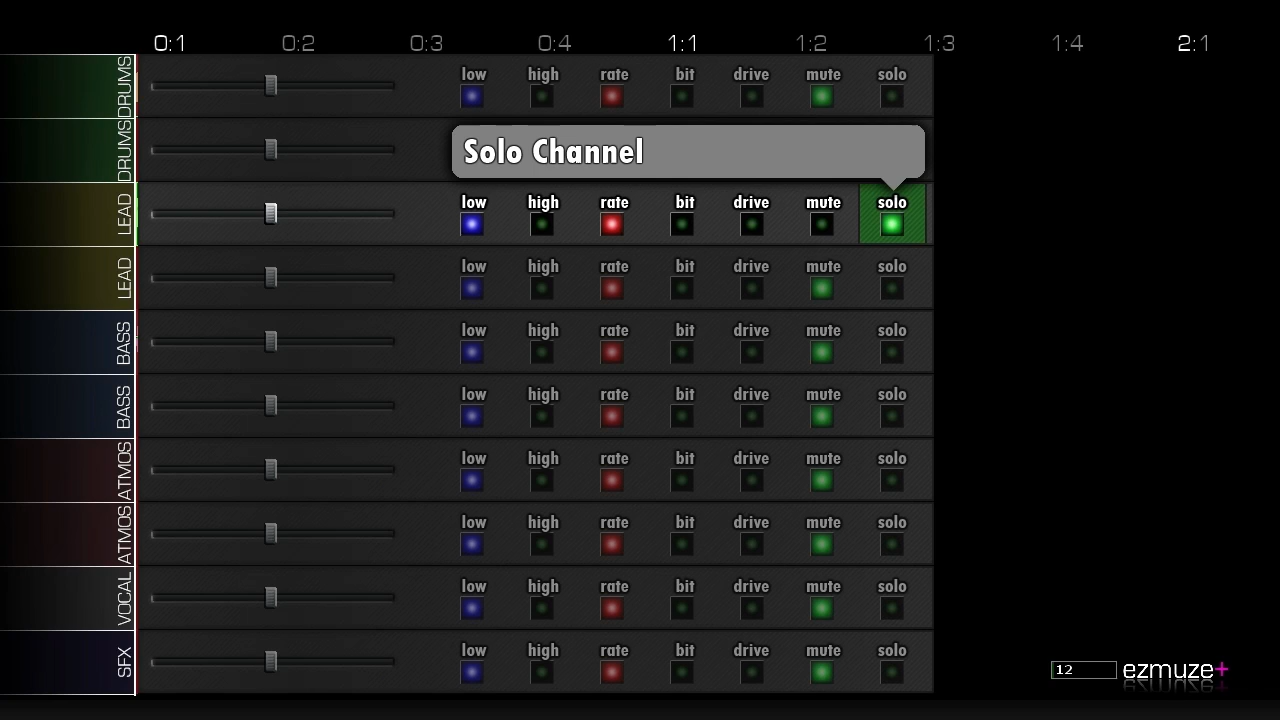 0:1 0:2 0:3 0:4 1:1 1:2 1:3 1:4 2:1
DRUMS low high rate bit drive mute solo
DRUMS Solo Channel
LEAD low high rate bit drive mute solo
LEAD low high rate bit drive mute solo
BASS low high rate bit drive mute solo
BASS low high rate bit drive mute solo
ATMOS low high rate bit drive mute solo
ATMOS low high rate bit drive mute solo
VOCAL low high rate bit drive mute solo
SFX low high rate bit drive mute solo
12 ezmuze+